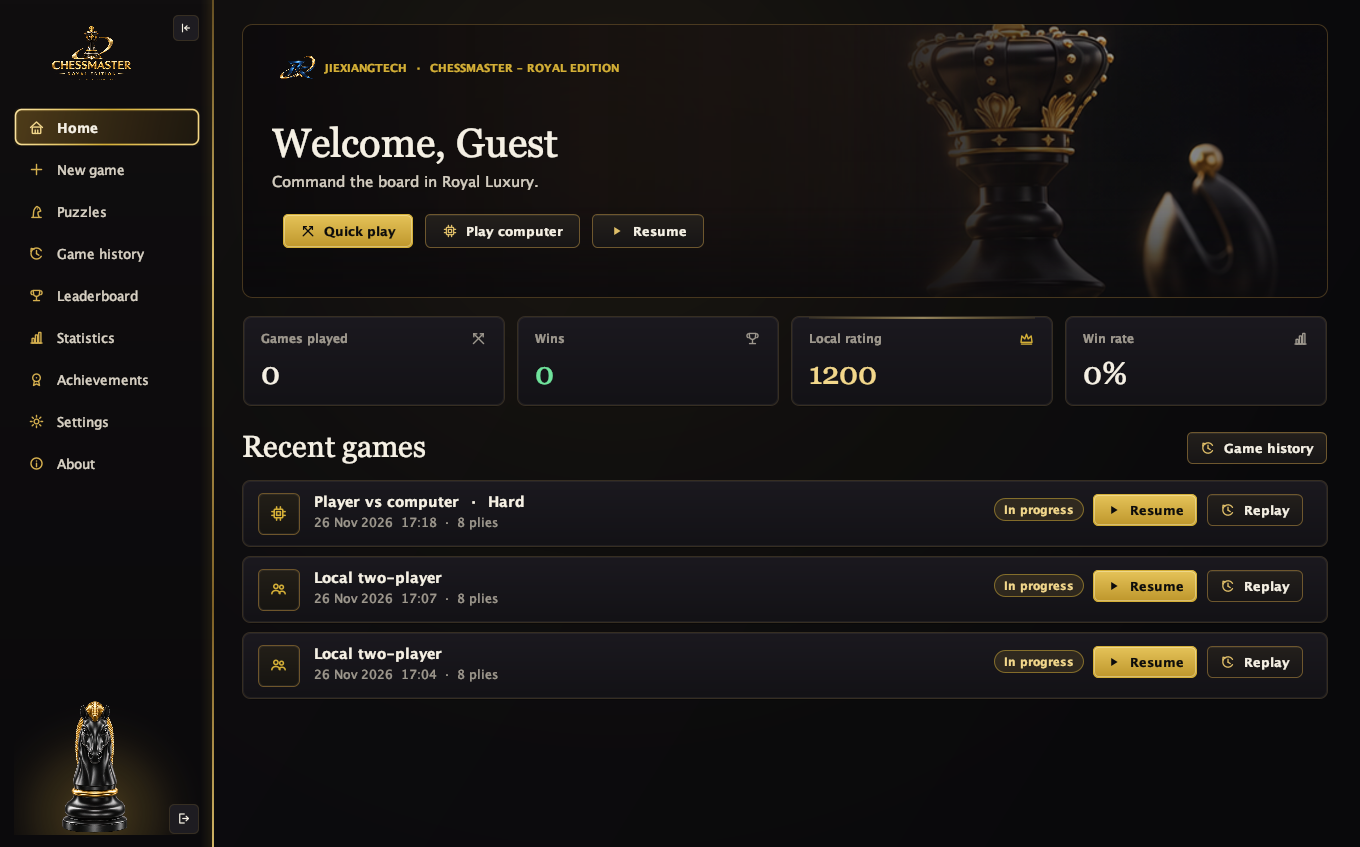 CHESSMASTER
ROYAL EDITION
Home
New game
Puzzles
Game history
Leaderboard
Statistics
Achievements
Settings
About
JIEXIANGTECH · CHESSMASTER – ROYAL EDITION
Welcome, Guest
Command the board in Royal Luxury.
Quick play
Play computer
Resume
Games played
0
Wins
0
Local rating
1200
Win rate
0%
Recent games
Game history
Player vs computer · Hard
26 Nov 2026 17:18 · 8 plies
In progress
Resume
Replay
Local two-player
26 Nov 2026 17:07 · 8 plies
In progress
Resume
Replay
Local two-player
26 Nov 2026 17:04 · 8 plies
In progress
Resume
Replay